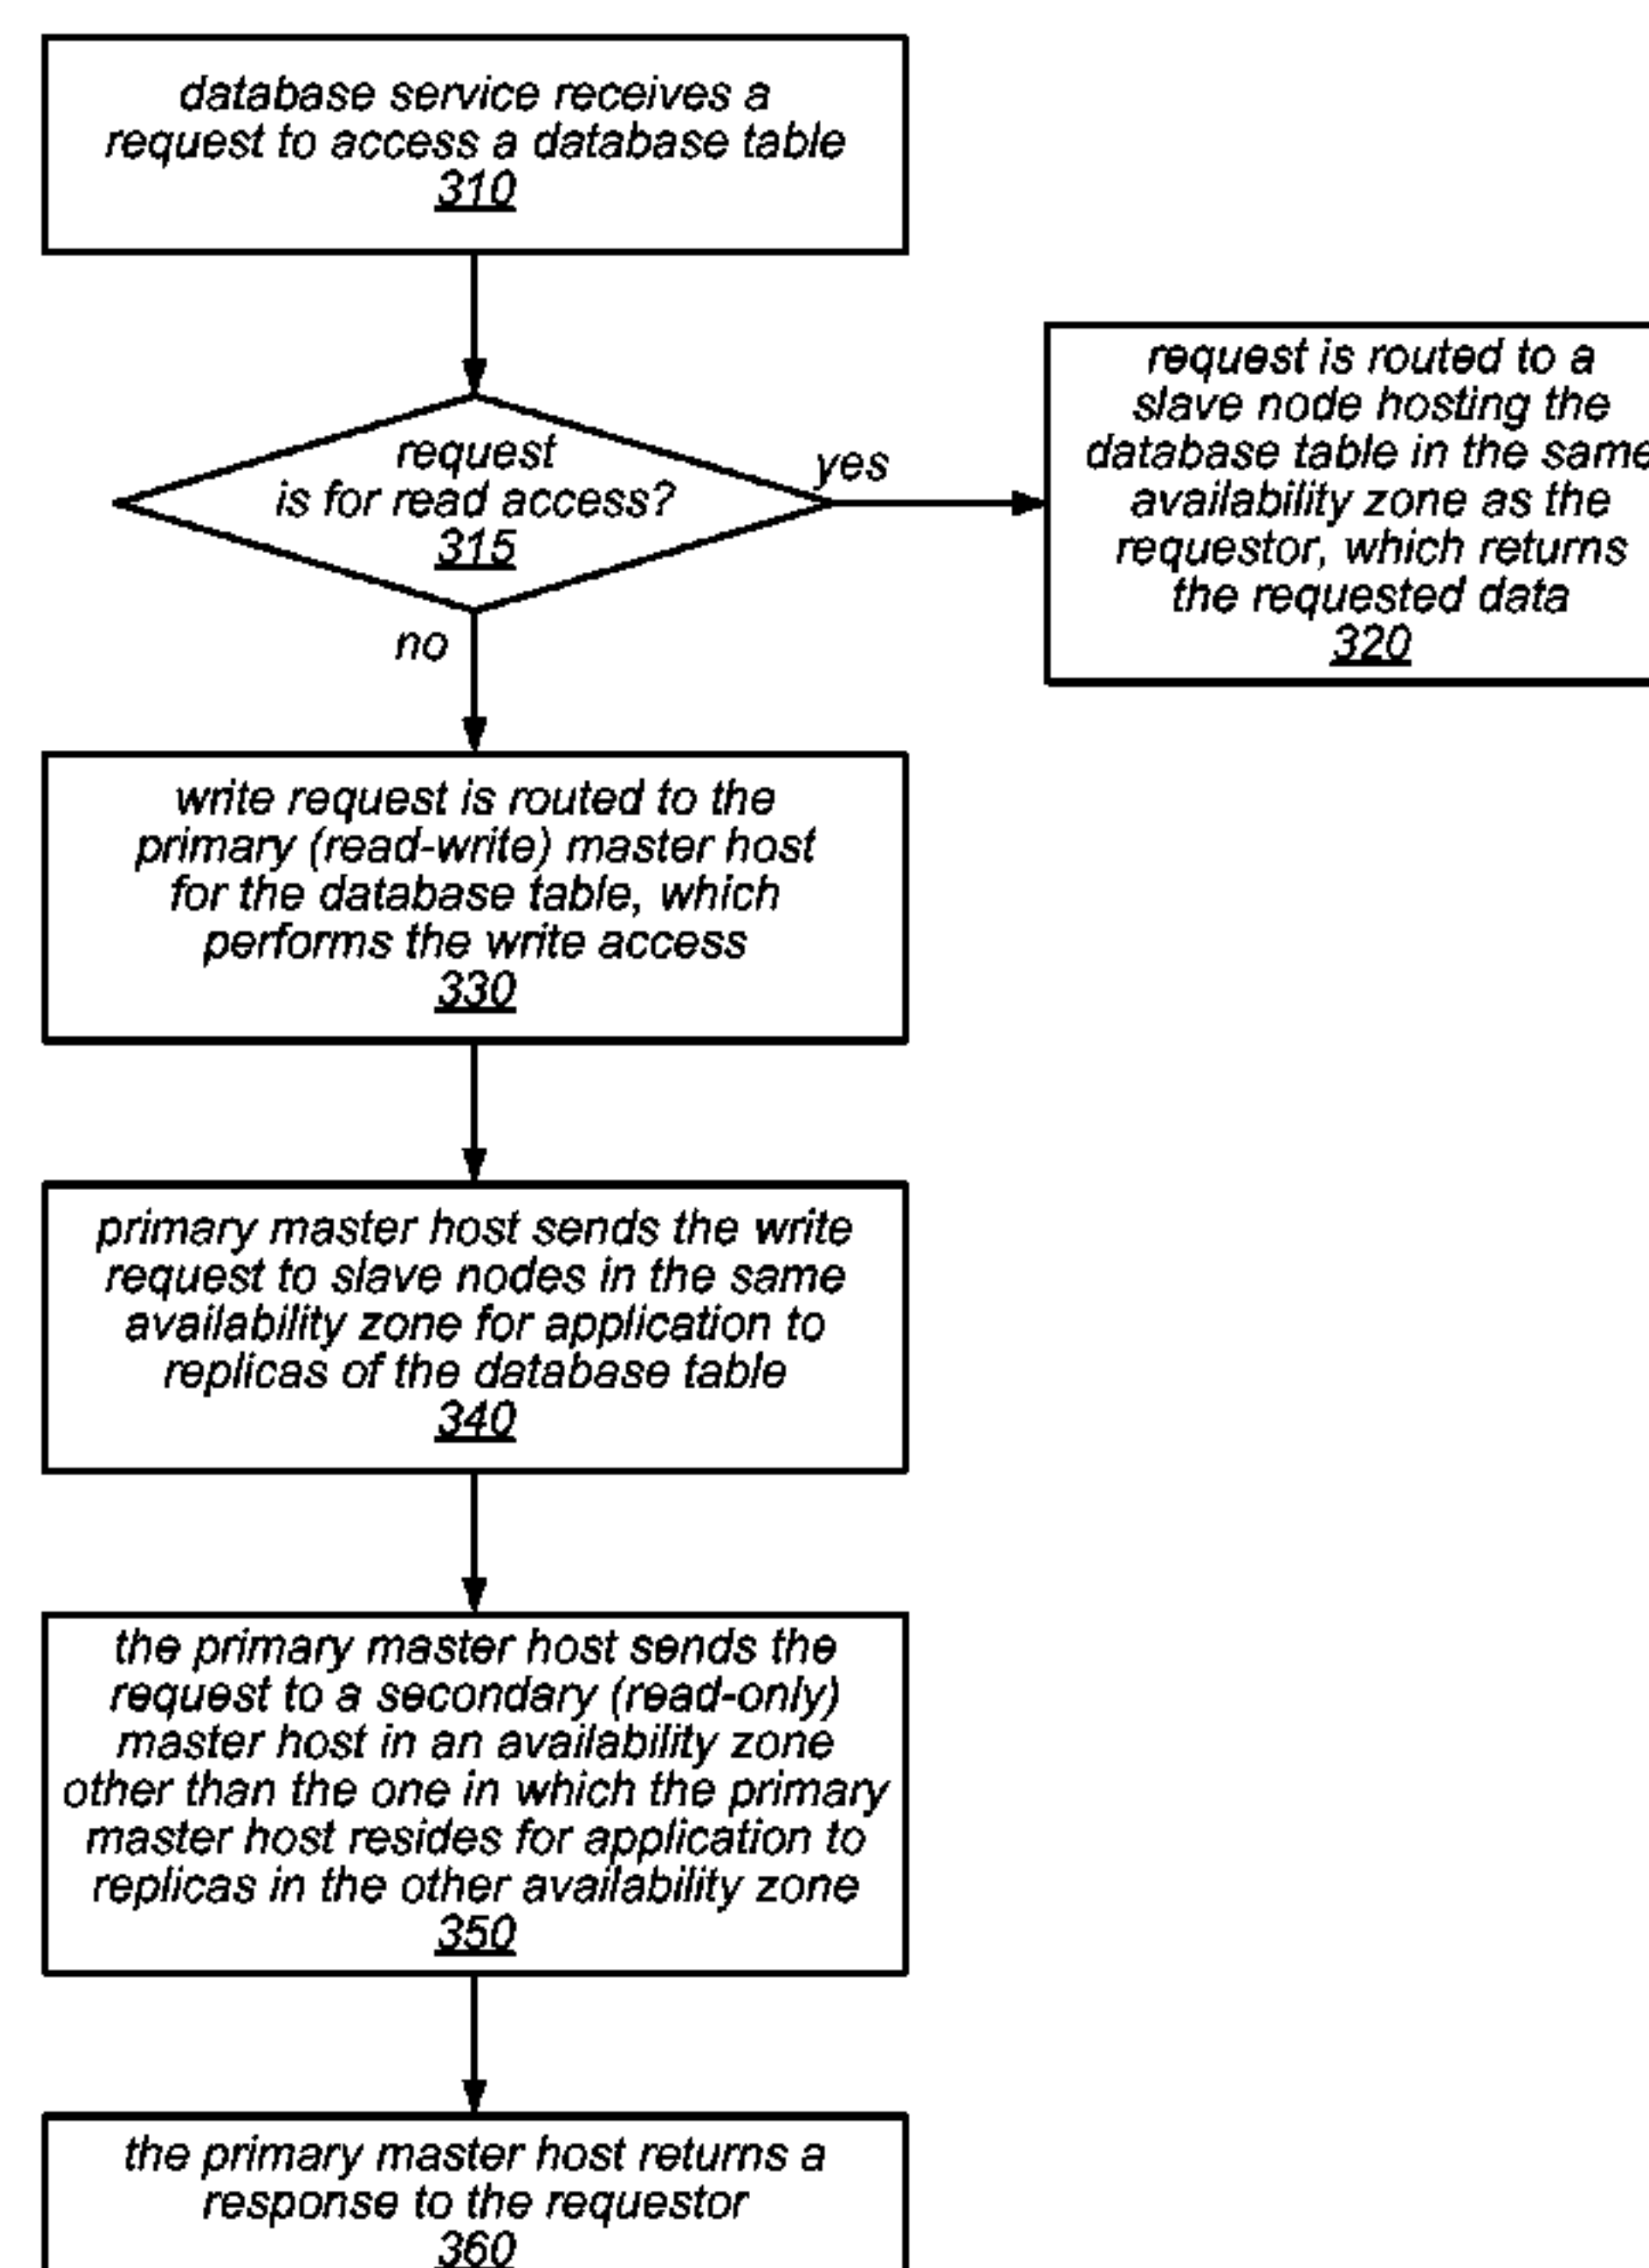 database service receives a
request to access a database table
310
request
is for read access?
315
yes
no
request is routed to a
slave node hosting the
database table in the same
availability zone as the
requestor, which returns
the requested data
320
write request is routed to the
primary (read-write) master host
for the database table, which
performs the write access
330
primary master host sends the write
request to slave nodes in the same
availability zone for application to
replicas of the database table
340
the primary master host sends the
request to a secondary (read-only)
master host in an availability zone
other than the one in which the primary
master host resides for application to
replicas in the other availability zone
350
the primary master host returns a
response to the requestor
360